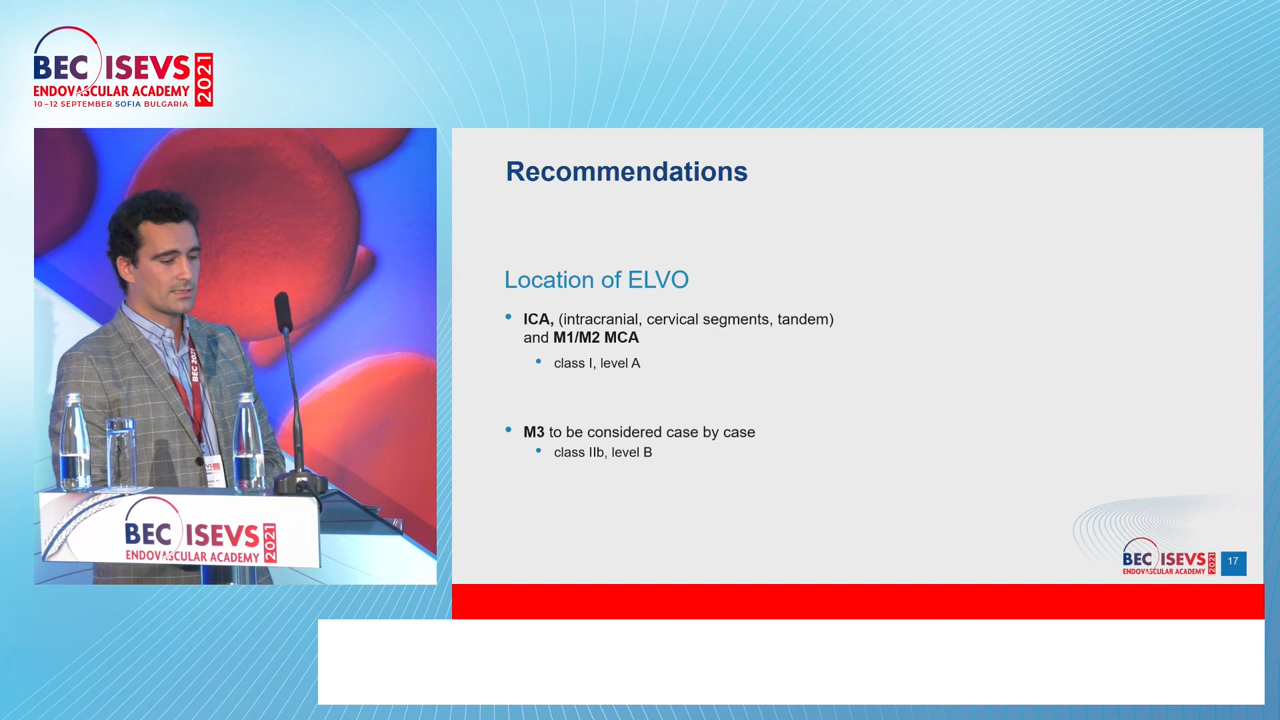 BEC ISEVS 2021
ENDOVASCULAR ACADEMY
10–12 SEPTEMBER SOFIA BULGARIA
BEC 2021
BEC ISEVS 2021
ENDOVASCULAR ACADEMY
Recommendations
Location of ELVO
• ICA, (intracranial, cervical segments, tandem)
and M1/M2 MCA
• class I, level A
• M3 to be considered case by case
• class IIb, level B
BEC ISEVS 2021
ENDOVASCULAR ACADEMY
17